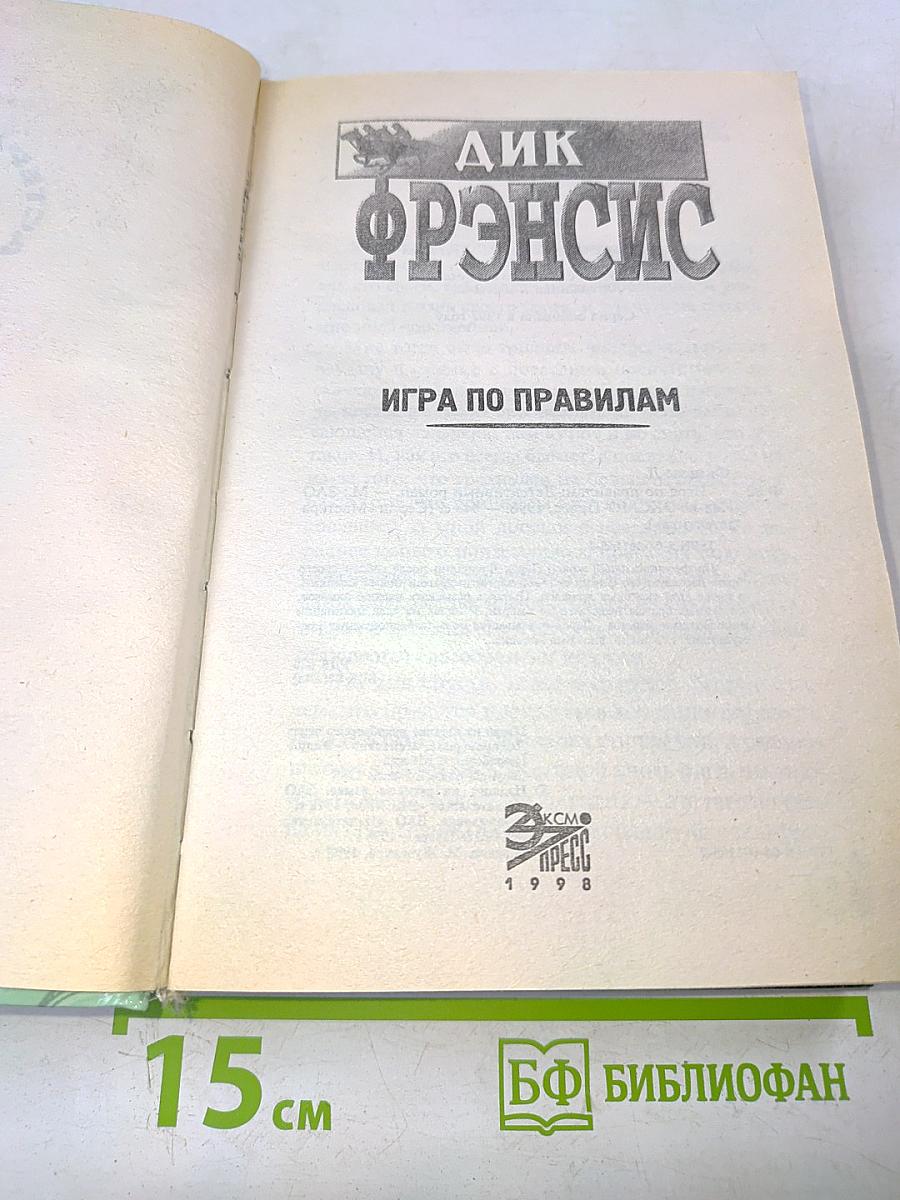 ДИК
ФРЭНСИС
ИГРА ПО ПРАВИЛАМ
ЭКСМО
ПРЕСС
1998
15 см
БФ БИБЛИОФАН